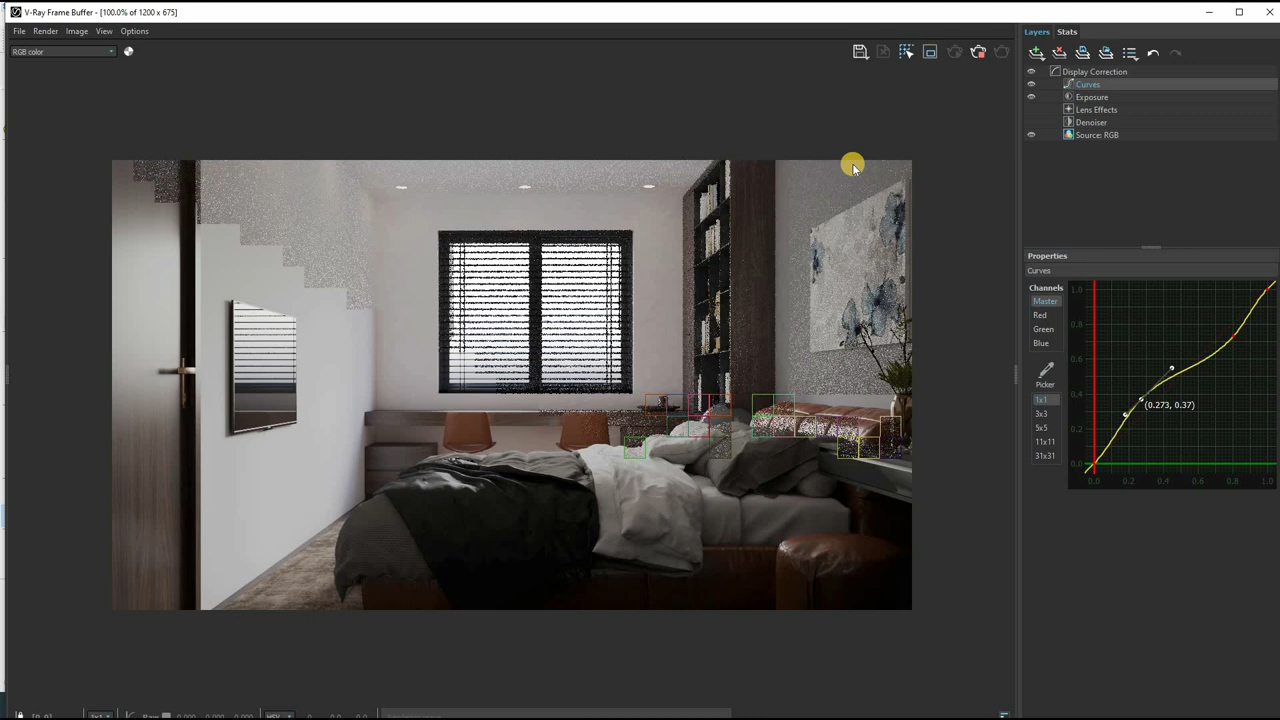 V-Ray Frame Buffer - [100.0% of 1200 x 675]
File Render Image View Options
RGB color
Layers Stats
Display Correction
Curves
Exposure
Lens Effects
Denoiser
Source: RGB
Properties
Curves
Channels
Master
Red
Green
Blue
Picker
1x1
3x3
5x5
11x11
31x31
1.0
0.8
0.6
0.4
0.2
0.0
(0.273, 0.37)
0.0 0.2 0.4 0.6 0.8 1.0